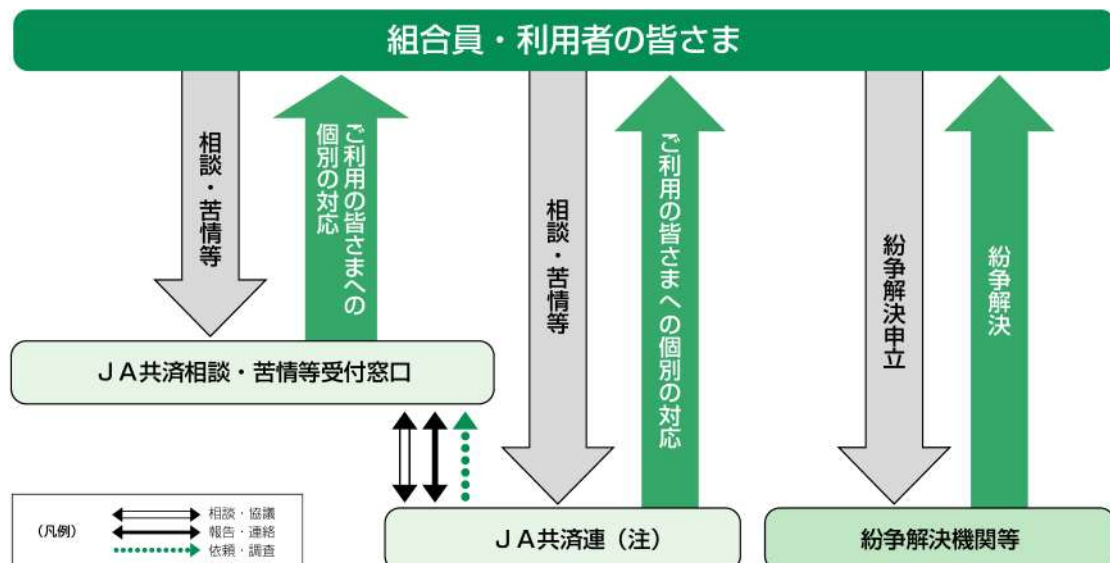 組合員・利用者の皆さま
相談・苦情等
ご利用の皆さまへの
個別の対応
相談・苦情等
ご利用の皆さまへの個別の対応
紛争解決申立
紛争解決
ＪＡ共済相談・苦情等受付窓口
（凡例）
相談・協議
報告・連絡
依頼・調査
ＪＡ共済連（注）
紛争解決機関等